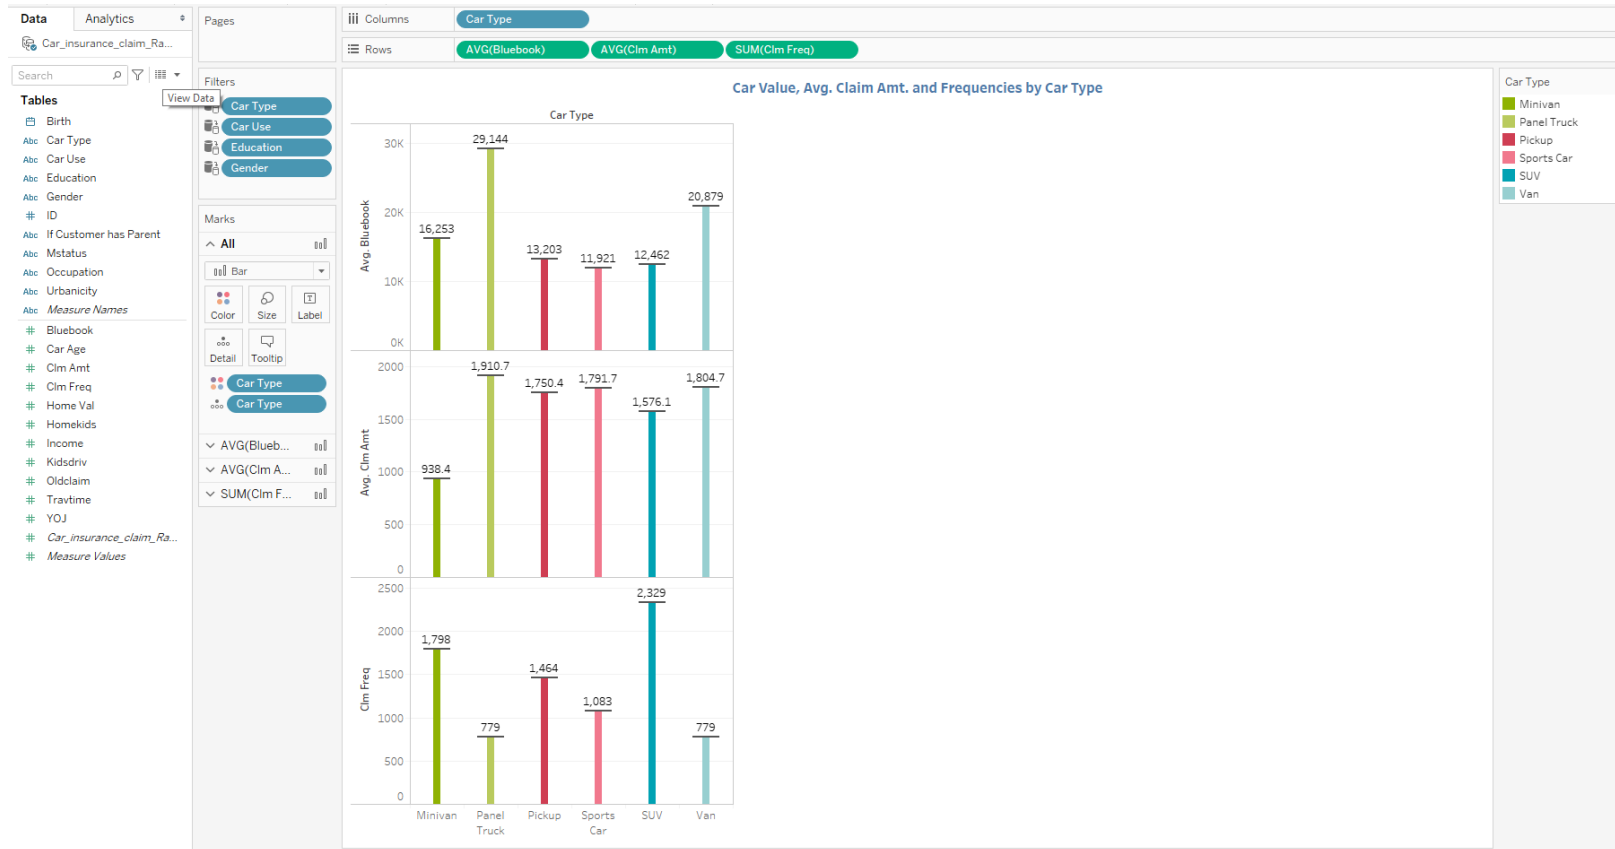 Data
Analytics
Car_insurance_claim_Ra...
Search
View Data
Tables
Birth
Abc Car Type
Abc Car Use
Abc Education
Abc Gender
# ID
Abc If Customer has Parent
Abc Mstatus
Abc Occupation
Abc Urbanicity
Abc Measure Names
# Bluebook
# Car Age
# Clm Amt
# Clm Freq
# Home Val
# Homekids
# Income
# Kidsdriv
# Oldclaim
# Travtime
# YOJ
# Car_insurance_claim_Ra...
# Measure Values
Pages
Filters
Car Type
Car Use
Education
Gender
Marks
All
Bar
Color Size Label
Detail Tooltip
Car Type
Car Type
AVG(Blueb...
AVG(Clm A...
SUM(Clm F...
Columns Car Type
Rows AVG(Bluebook) AVG(Clm Amt) SUM(Clm Freq)
Car Value, Avg. Claim Amt. and Frequencies by Car Type
Car Type
Avg. Bluebook
30K
20K
10K
0K
16,253
29,144
13,203
11,921
12,462
20,879
Avg. Clm Amt
2000
1500
1000
500
0
938.4
1,910.7
1,750.4
1,791.7
1,576.1
1,804.7
Clm Freq
2500
2000
1500
1000
500
0
1,798
779
1,464
1,083
2,329
779
Minivan
Panel
Truck
Pickup
Sports
Car
SUV
Van
Car Type
Minivan
Panel Truck
Pickup
Sports Car
SUV
Van